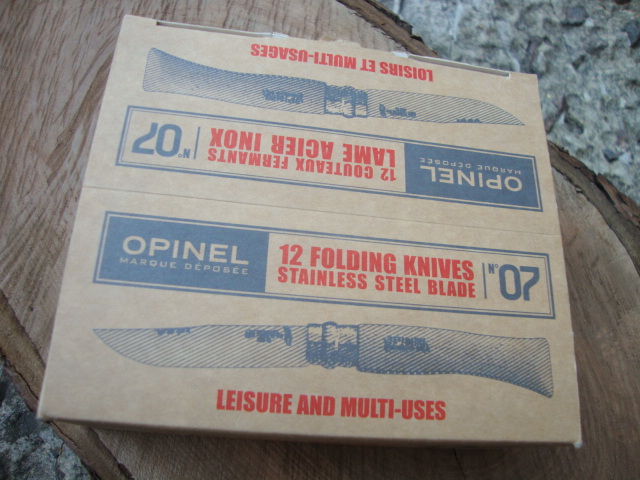 LOISIRS ET MULTI-USAGES
OPINEL
MARQUE DÉPOSÉE
12 COUTEAUX FERMANTS
LAME ACIER INOX
N° 07
OPINEL
MARQUE DÉPOSÉE
12 FOLDING KNIVES
STAINLESS STEEL BLADE
N° 07
LEISURE AND MULTI-USES